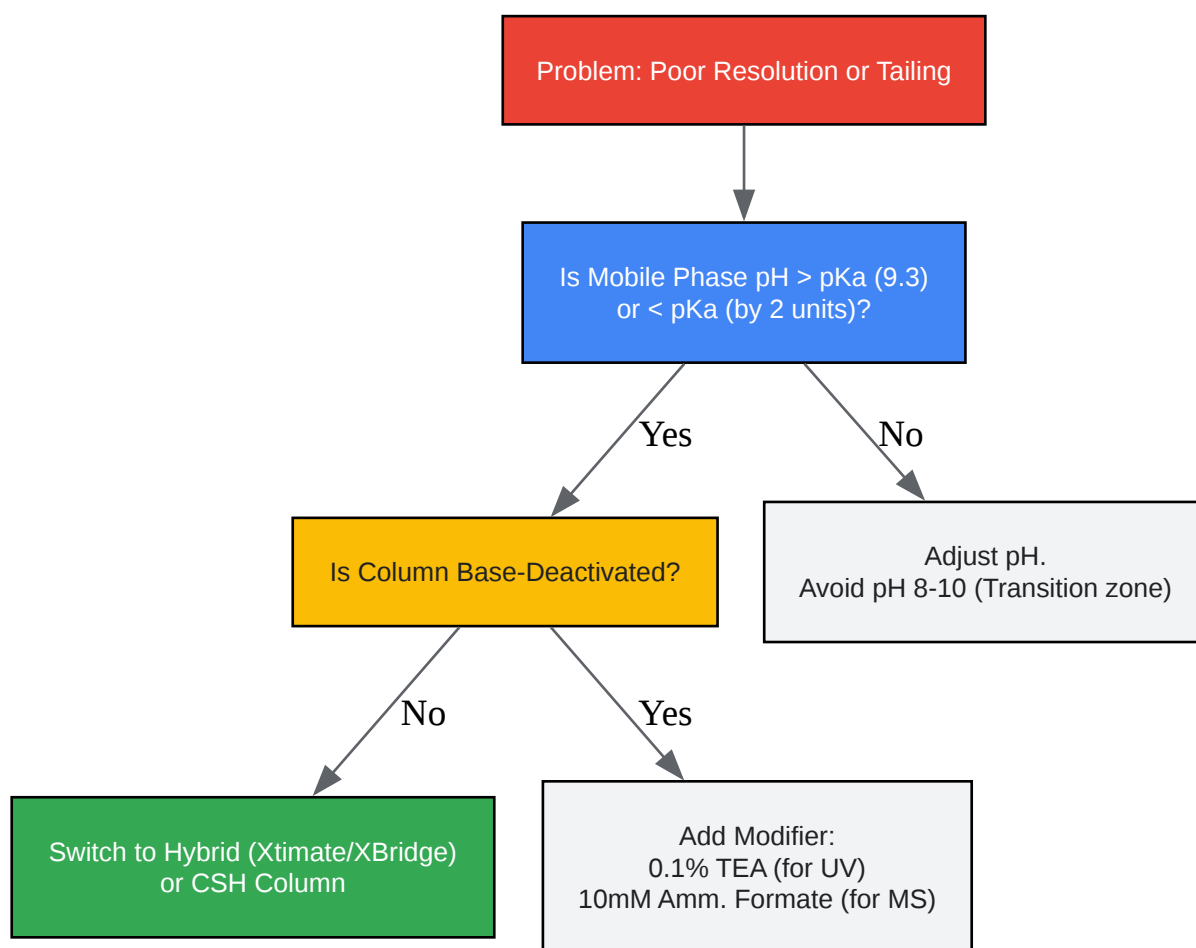 Problem: Poor Resolution or Tailing
Is Mobile Phase pH > pKa (9.3)
or < pKa (by 2 units)?
Yes
No
Is Column Base-Deactivated?
Adjust pH.
Avoid pH 8-10 (Transition zone)
No
Yes
Switch to Hybrid (Xtimate/XBridge)
or CSH Column
Add Modifier:
0.1% TEA (for UV)
10mM Amm. Formate (for MS)